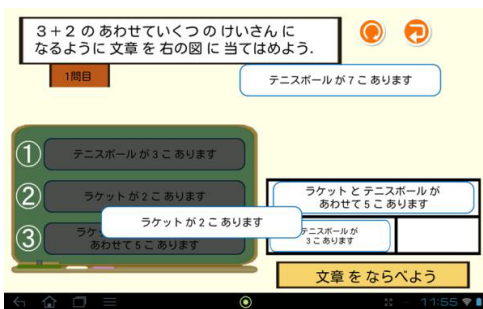 3+2 の あわせていくつ の けいさん に
なるように 文章 を 右の図 に 当てはめよう.
1問目
テニスボール が 7 こ あります
① テニスボール が 3 こ あります
② ラケット が 2 こ あります
ラケット が 2 こ あります
③ ラケ
あわせて 5 こ あります
ラケット と テニスボール が
あわせて 5 こ あります
テニスボール が
3 こ あります
文章 を ならべよう
11:55